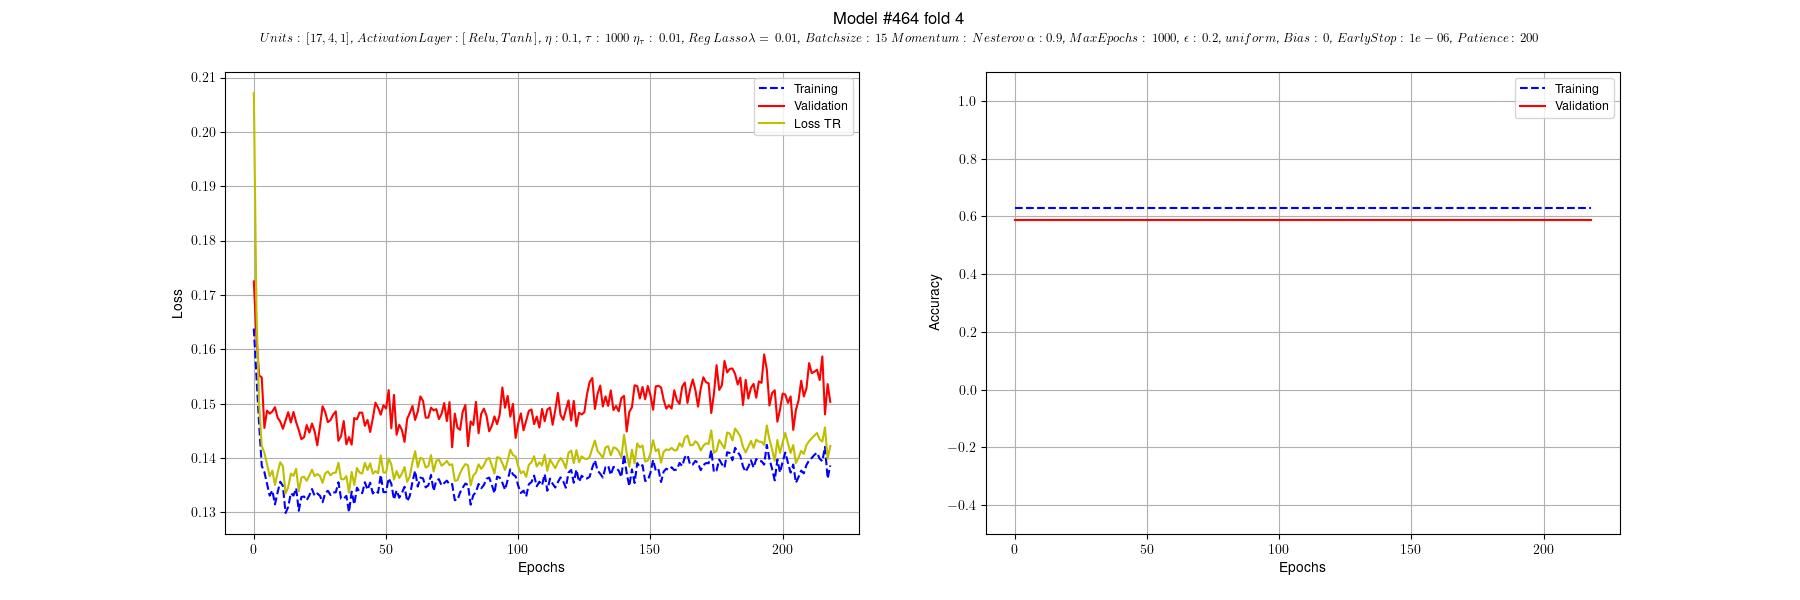 Model #464 fold 4
Units : [17, 4, 1], ActivationLayer : [Relu, Tanh], η : 0.1, τ : 1000 ητ : 0.01, Reg Lassoλ = 0.01, Batchsize : 15 Momentum : Nesterov α : 0.9, MaxEpochs : 1000, ϵ : 0.2, uniform, Bias : 0, EarlyStop : 1e − 06, Patience : 200
0.21
0.20
0.19
0.18
0.17
0.16
0.15
0.14
0.13
Loss
Training
Validation
Loss TR
0 50 100 150 200
Epochs
1.0
0.8
0.6
0.4
0.2
0.0
−0.2
−0.4
Accuracy
Training
Validation
0 50 100 150 200
Epochs